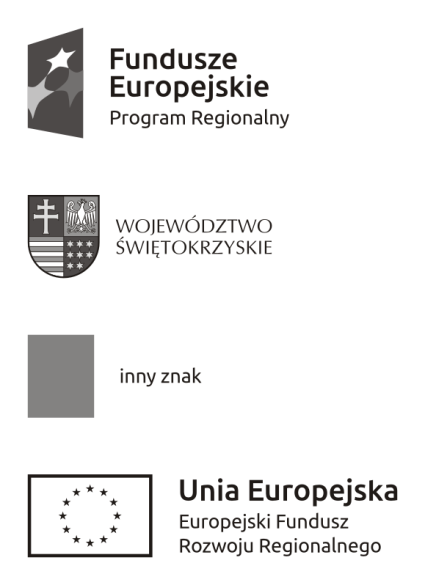 Fundusze
Europejskie
Program Regionalny
WOJEWÓDZTWO
ŚWIĘTOKRZYSKIE
inny znak
Unia Europejska
Europejski Fundusz
Rozwoju Regionalnego